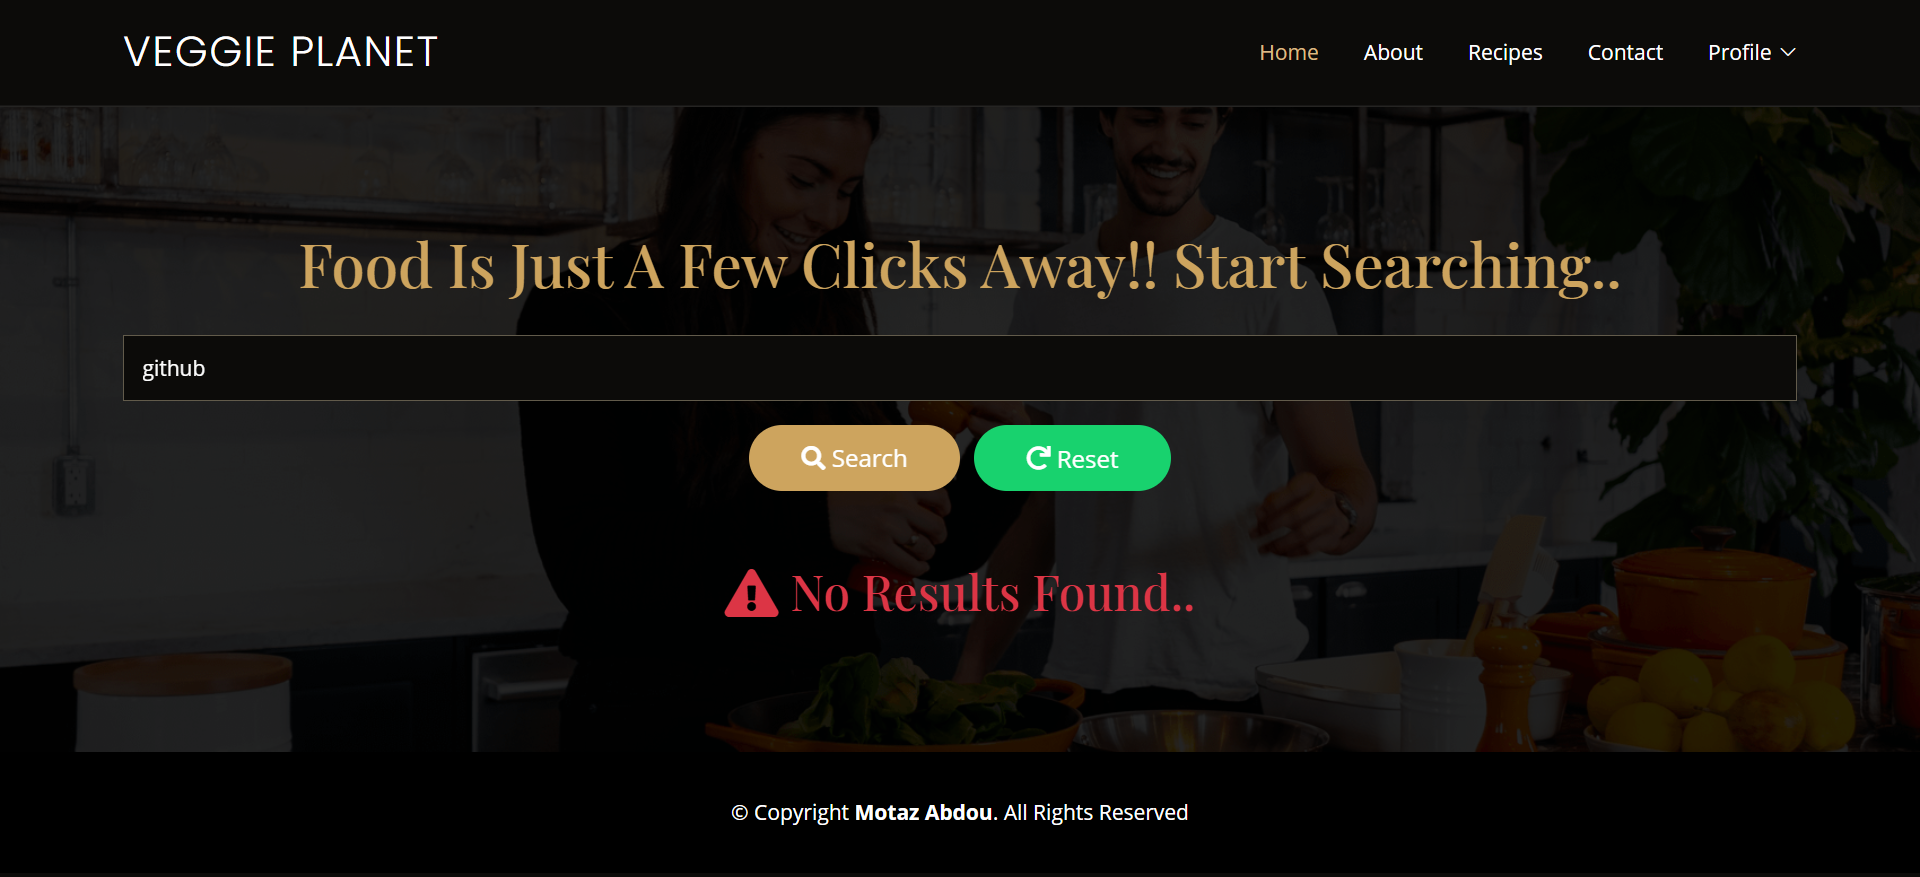 VEGGIE PLANET
Home About Recipes Contact Profile
Food Is Just A Few Clicks Away!! Start Searching..
github
Search Reset
No Results Found..
© Copyright Motaz Abdou. All Rights Reserved